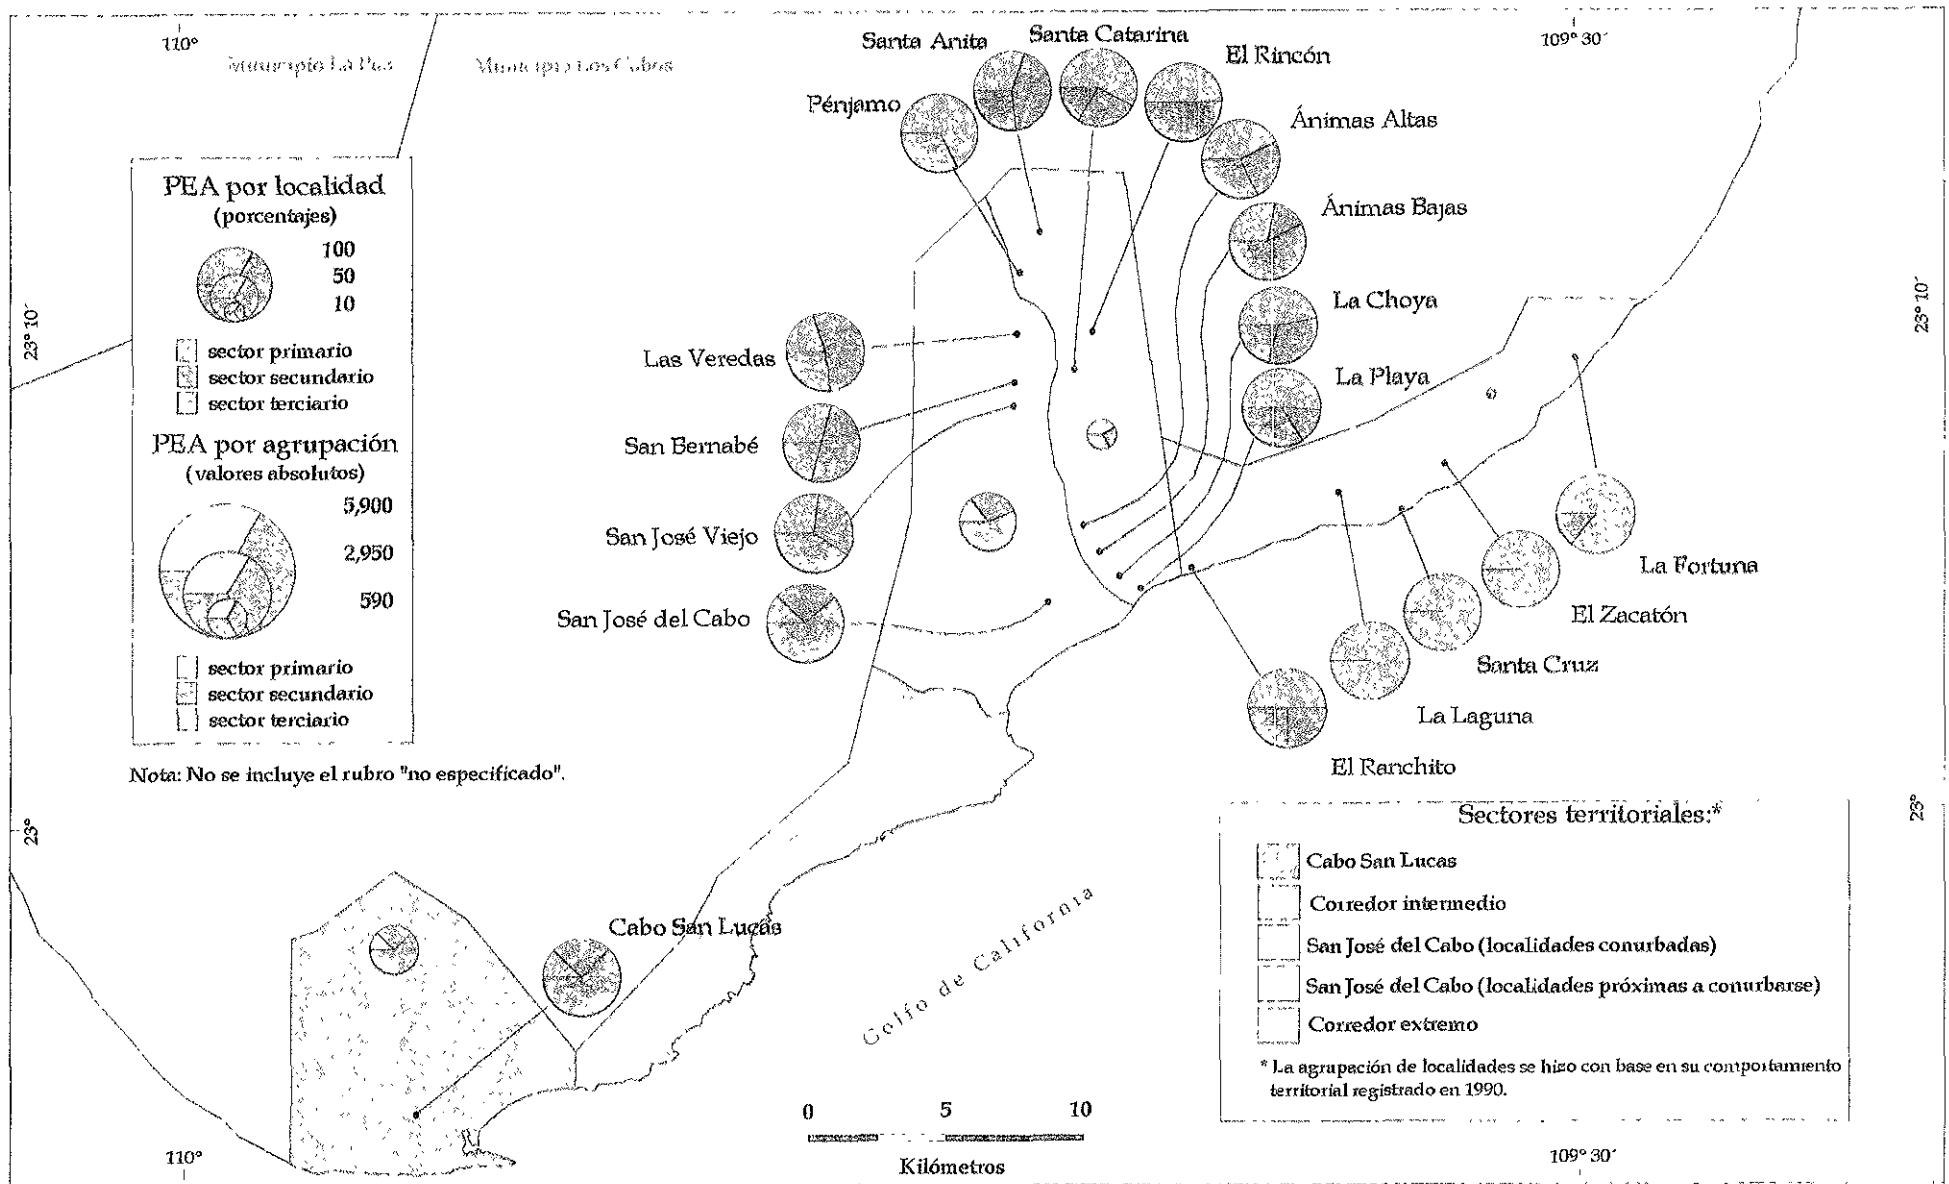 110°
109° 30´
Municipio La Paz
Municipio Los Cabos
Santa Anita
Santa Catarina
El Rincón
Pénjamo
Ánimas Altas
Ánimas Bajas
La Choya
La Playa
Las Veredas
San Bernabé
San José Viejo
San José del Cabo
La Fortuna
El Zacatón
Santa Cruz
La Laguna
El Ranchito
Cabo San Lucas
23° 10´
23° 10´
PEA por localidad
(porcentajes)
100
50
10
sector primario
sector secundario
sector terciario
PEA por agrupación
(valores absolutos)
5,900
2,950
590
sector primario
sector secundario
sector terciario
Nota: No se incluye el rubro "no especificado".
23°
23°
Golfo de California
Sectores territoriales:*
Cabo San Lucas
Corredor intermedio
San José del Cabo (localidades conurbadas)
San José del Cabo (localidades próximas a conurbarse)
Corredor extremo
* La agrupación de localidades se hizo con base en su comportamiento
territorial registrado en 1990.
0 5 10
Kilómetros
110°
109° 30´